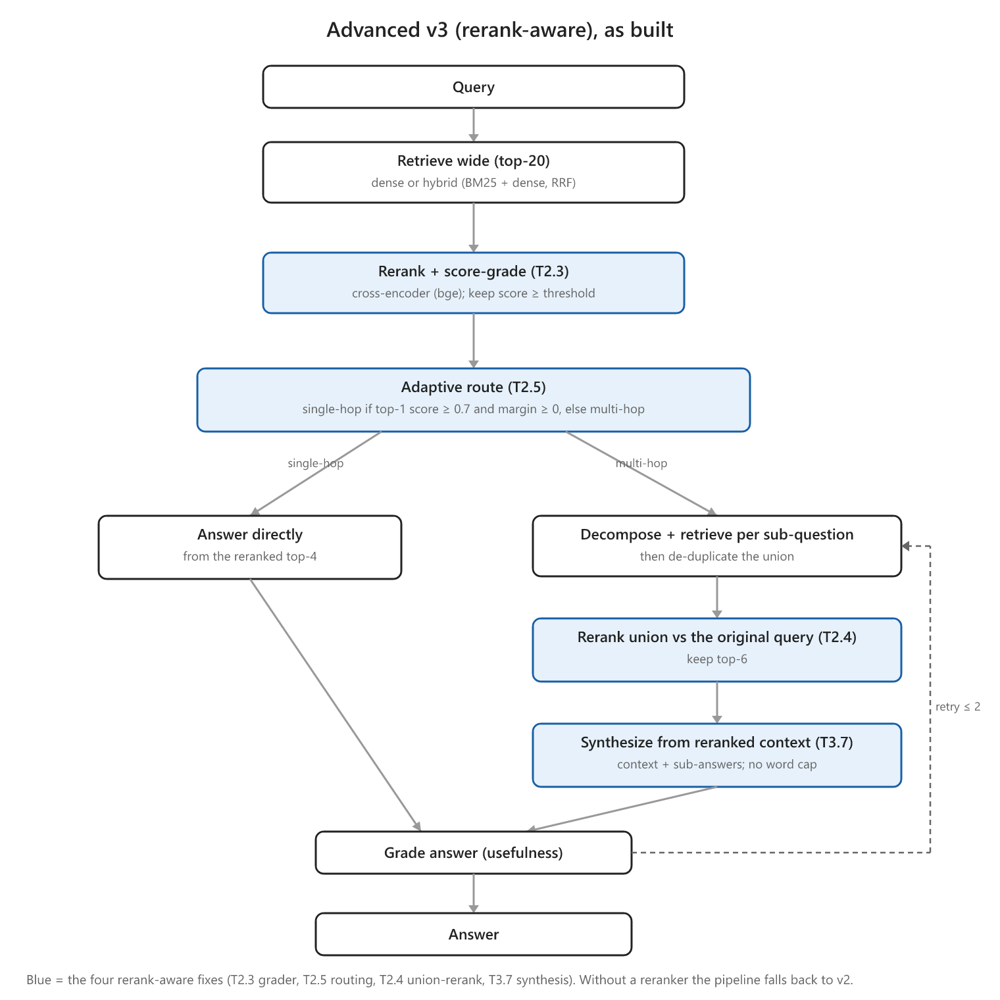 Advanced v3 (rerank-aware), as built
Query
Retrieve wide (top-20)
dense or hybrid (BM25 + dense, RRF)
Rerank + score-grade (T2.3)
cross-encoder (bge); keep score ≥ threshold
Adaptive route (T2.5)
single-hop if top-1 score ≥ 0.7 and margin ≥ 0, else multi-hop
single-hop
multi-hop
Answer directly
from the reranked top-4
Decompose + retrieve per sub-question
then de-duplicate the union
Rerank union vs the original query (T2.4)
keep top-6
retry ≤ 2
Synthesize from reranked context (T3.7)
context + sub-answers; no word cap
Grade answer (usefulness)
Answer
Blue = the four rerank-aware fixes (T2.3 grader, T2.5 routing, T2.4 union-rerank, T3.7 synthesis). Without a reranker the pipeline falls back to v2.